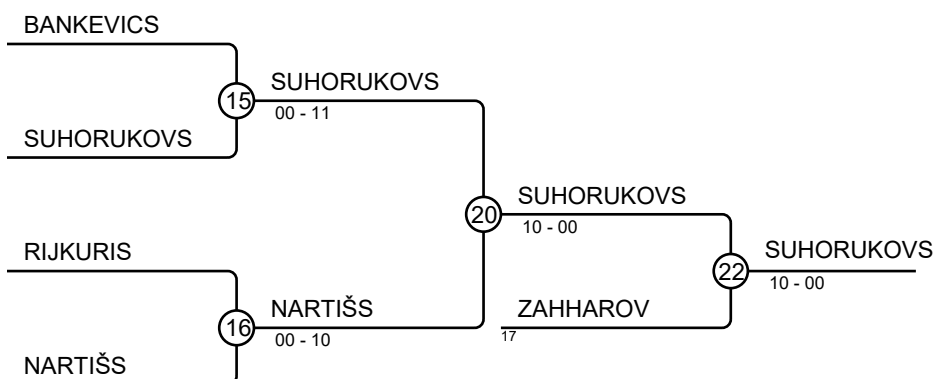 BANKEVICS
15
SUHORUKOVS
00 - 11
SUHORUKOVS
20
SUHORUKOVS
10 - 00
RIJKURIS
22
SUHORUKOVS
10 - 00
16
NARTIŠS
00 - 10
ZAHHAROV
17
NARTIŠS